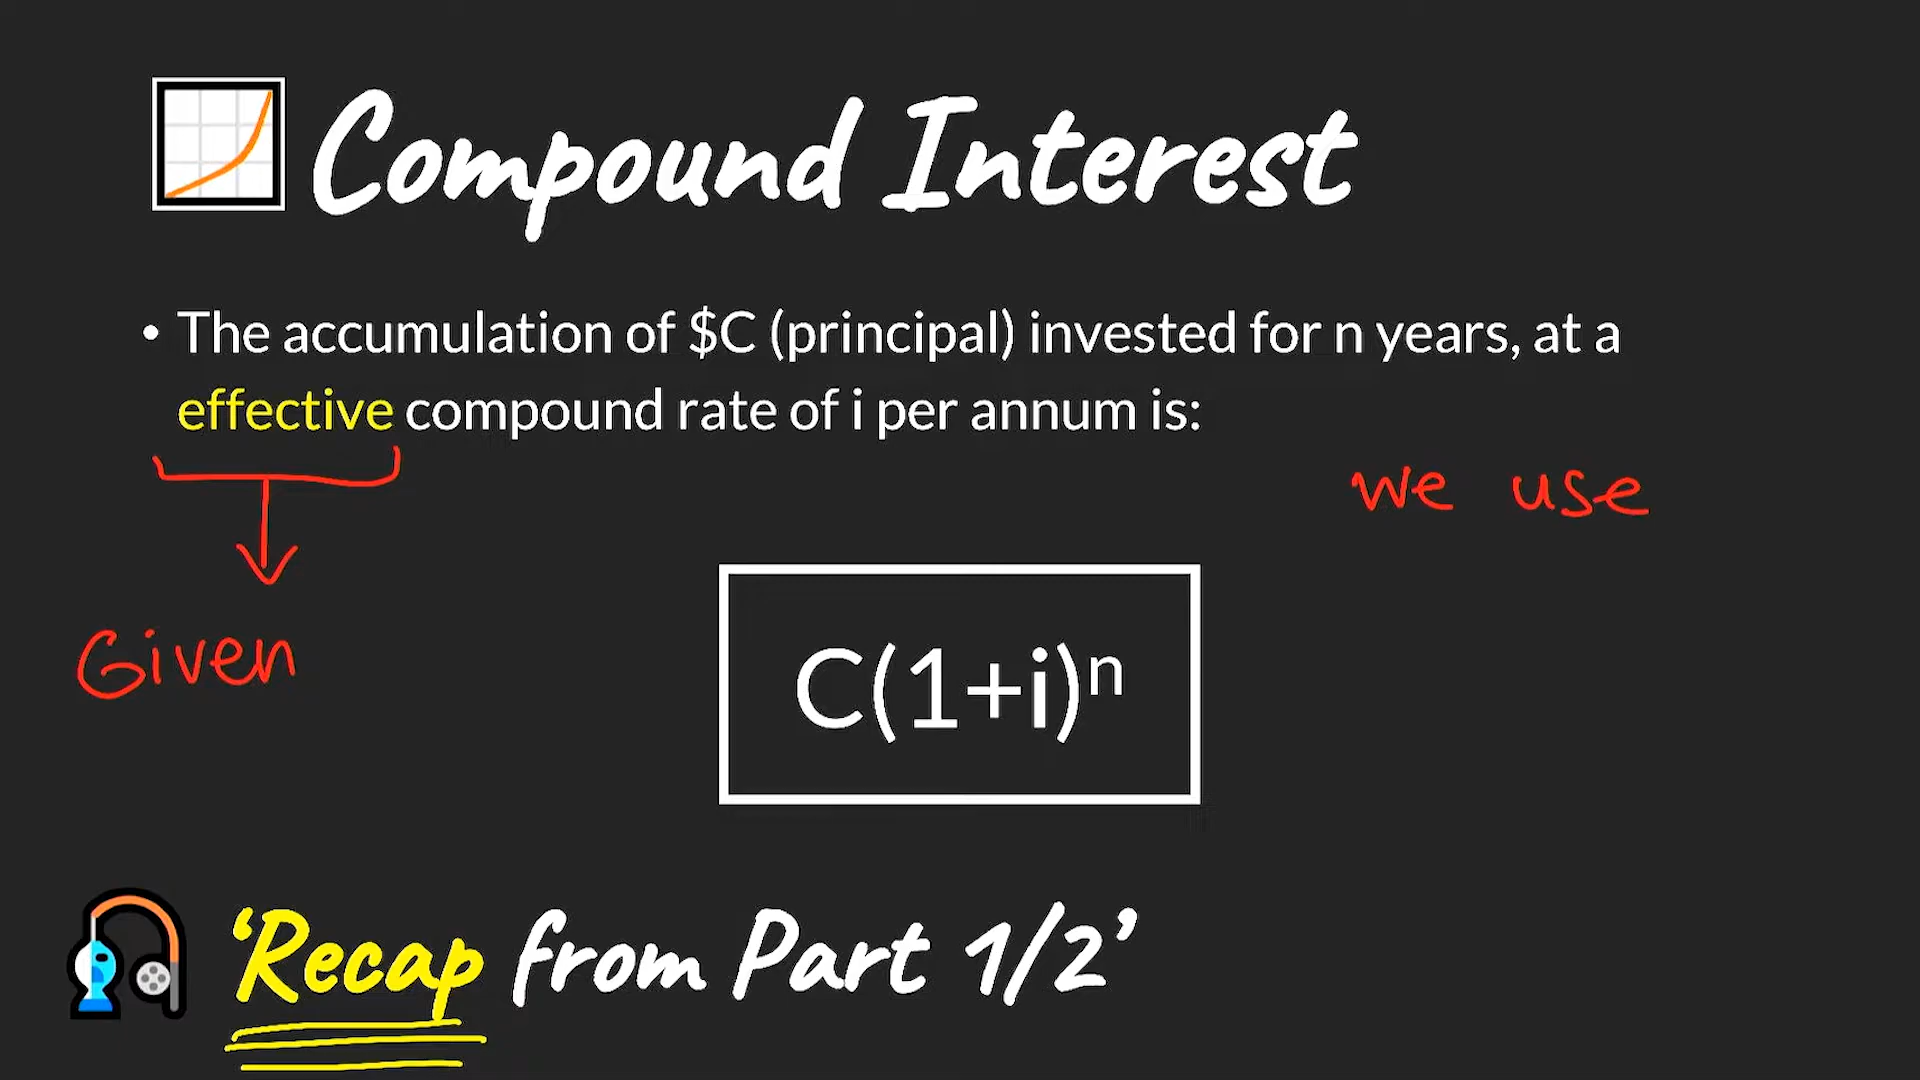 Compound Interest
• The accumulation of $C (principal) invested for n years, at a
effective compound rate of i per annum is:
we use
Given
C(1+i)ⁿ
‘Recap from Part 1/2’